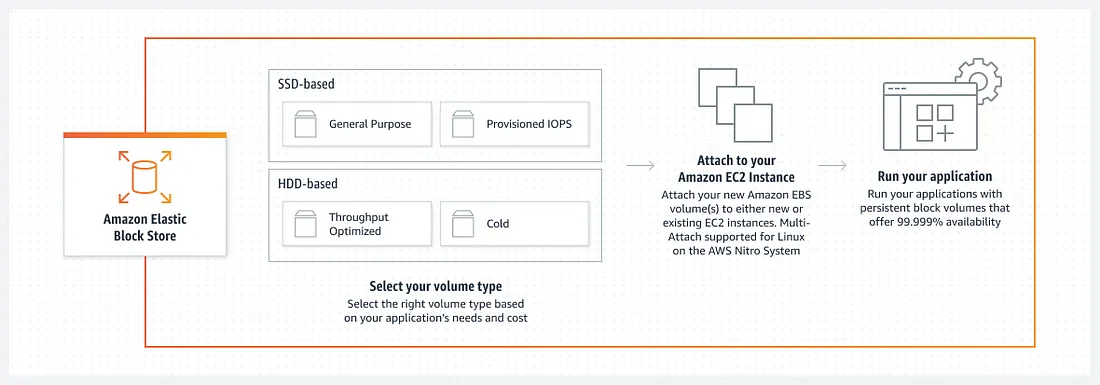 Amazon Elastic
Block Store
SSD-based
General Purpose
Provisioned IOPS
HDD-based
Throughput
Optimized
Cold
Select your volume type
Select the right volume type based
on your application's needs and cost
Attach to your
Amazon EC2 Instance
Attach your new Amazon EBS
volume(s) to either new or
existing EC2 instances. Multi-
Attach supported for Linux
on the AWS Nitro System
Run your application
Run your applications with
persistent block volumes that
offer 99.999% availability